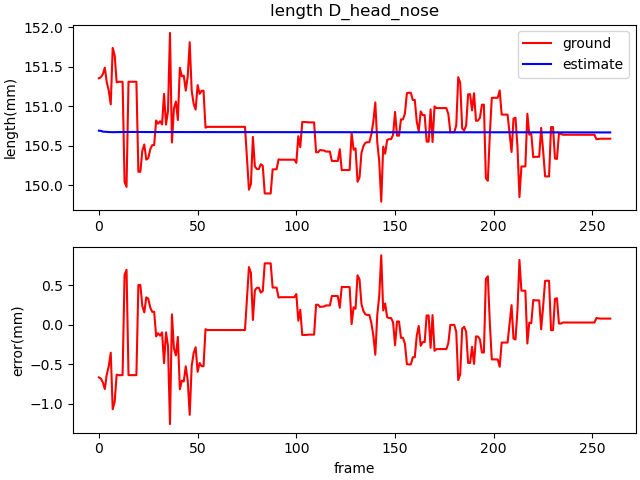 length D_head_nose
length(mm)
152.0
151.5
151.0
150.5
150.0
ground
estimate
0 50 100 150 200 250
error(mm)
0.5
0.0
−0.5
−1.0
0 50 100 150 200 250
frame